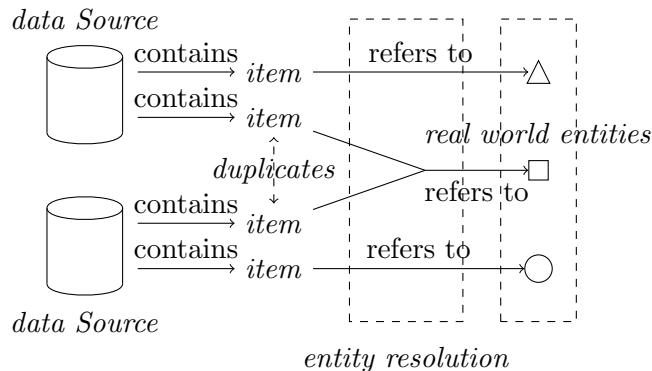 data Source
contains
item
refers to
contains
item
real world entities
duplicates
refers to
contains
item
contains
item
refers to
data Source
entity resolution